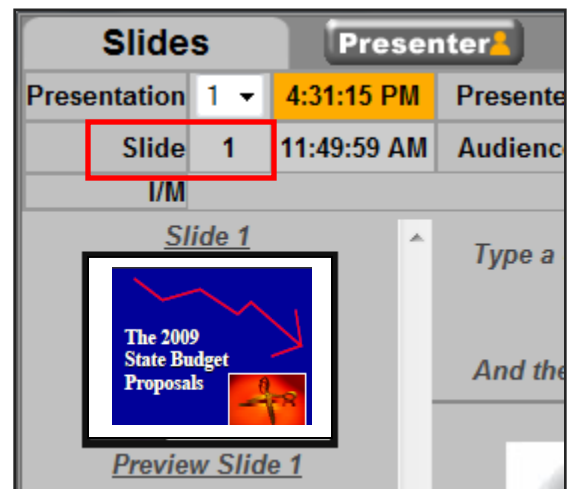 Slides Presenter
Presentation 1 4:31:15 PM Presente
Slide 1 11:49:59 AM Audienc
I/M
Slide 1
Type a
The 2009
State Budget
Proposals
And the
Preview Slide 1